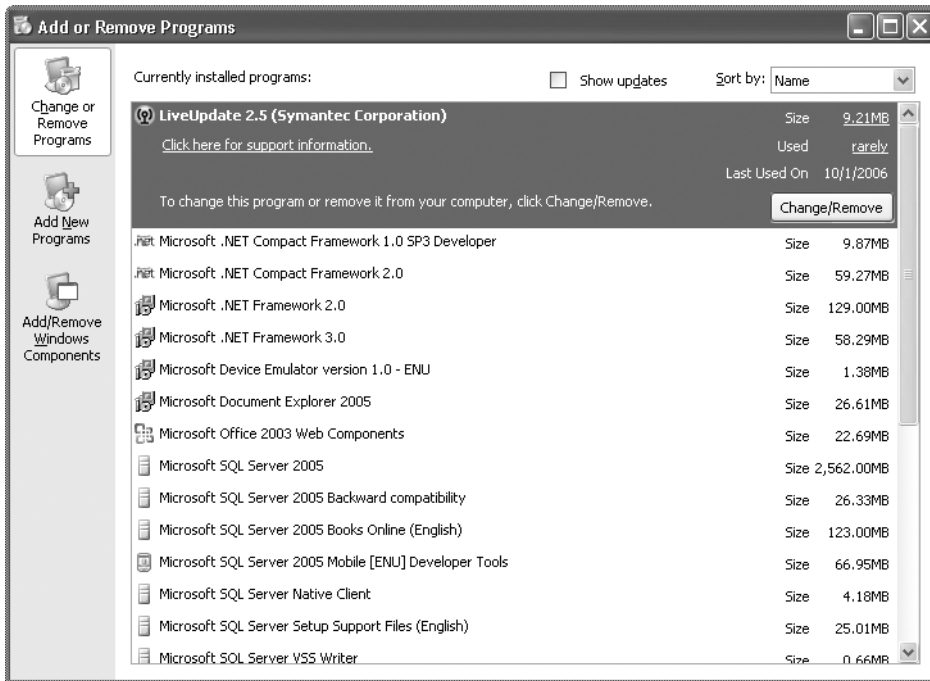 Add or Remove Programs
Change or
Remove
Programs
Add New
Programs
Add/Remove
Windows
Components
Currently installed programs:
Show updates
Sort by: Name
LiveUpdate 2.5 (Symantec Corporation)
Size 9.21MB
Click here for support information.
Used rarely
Last Used On 10/1/2006
To change this program or remove it from your computer, click Change/Remove.
Change/Remove
.net Microsoft .NET Compact Framework 1.0 SP3 Developer Size 9.87MB
.net Microsoft .NET Compact Framework 2.0 Size 59.27MB
Microsoft .NET Framework 2.0 Size 129.00MB
Microsoft .NET Framework 3.0 Size 58.29MB
Microsoft Device Emulator version 1.0 - ENU Size 1.38MB
Microsoft Document Explorer 2005 Size 26.61MB
Microsoft Office 2003 Web Components Size 22.69MB
Microsoft SQL Server 2005 Size 2,562.00MB
Microsoft SQL Server 2005 Backward compatibility Size 26.33MB
Microsoft SQL Server 2005 Books Online (English) Size 123.00MB
Microsoft SQL Server 2005 Mobile [ENU] Developer Tools Size 66.95MB
Microsoft SQL Server Native Client Size 4.18MB
Microsoft SQL Server Setup Support Files (English) Size 25.01MB
Microsoft SQL Server VSS Writer Size 0.66MB